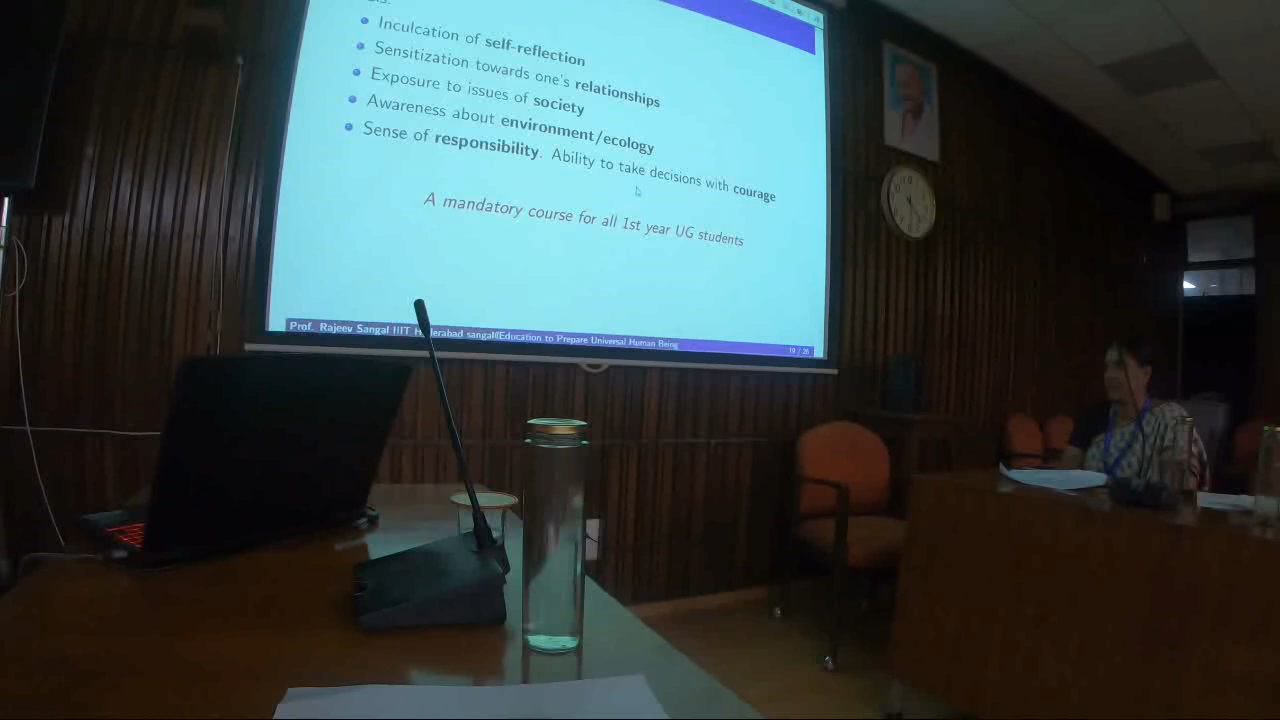 Inculcation of self-reflection
Sensitization towards one's relationships
Exposure to issues of society
Awareness about environment/ecology
Sense of responsibility. Ability to take decisions with courage
A mandatory course for all 1st year UG students
Prof. Rajeev Sangal IIIT Education to Prepare Universal Human Being 19 / 26